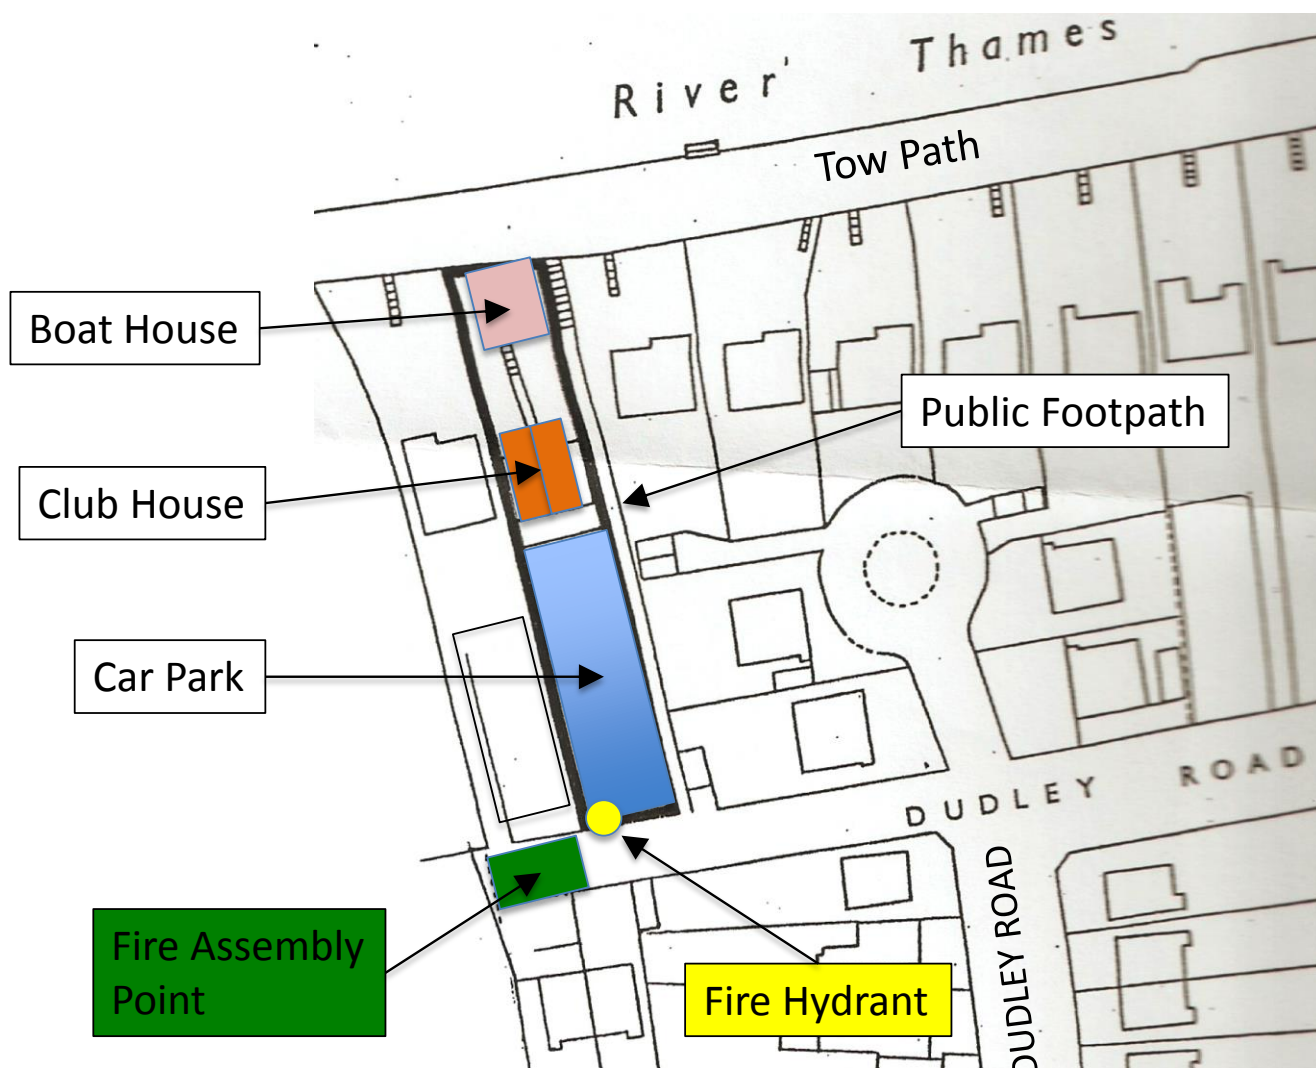 River Thames
Tow Path
Boat House
Public Footpath
Club House
Car Park
DUDLEY ROAD
DUDLEY ROAD
Fire Assembly
Point
Fire Hydrant